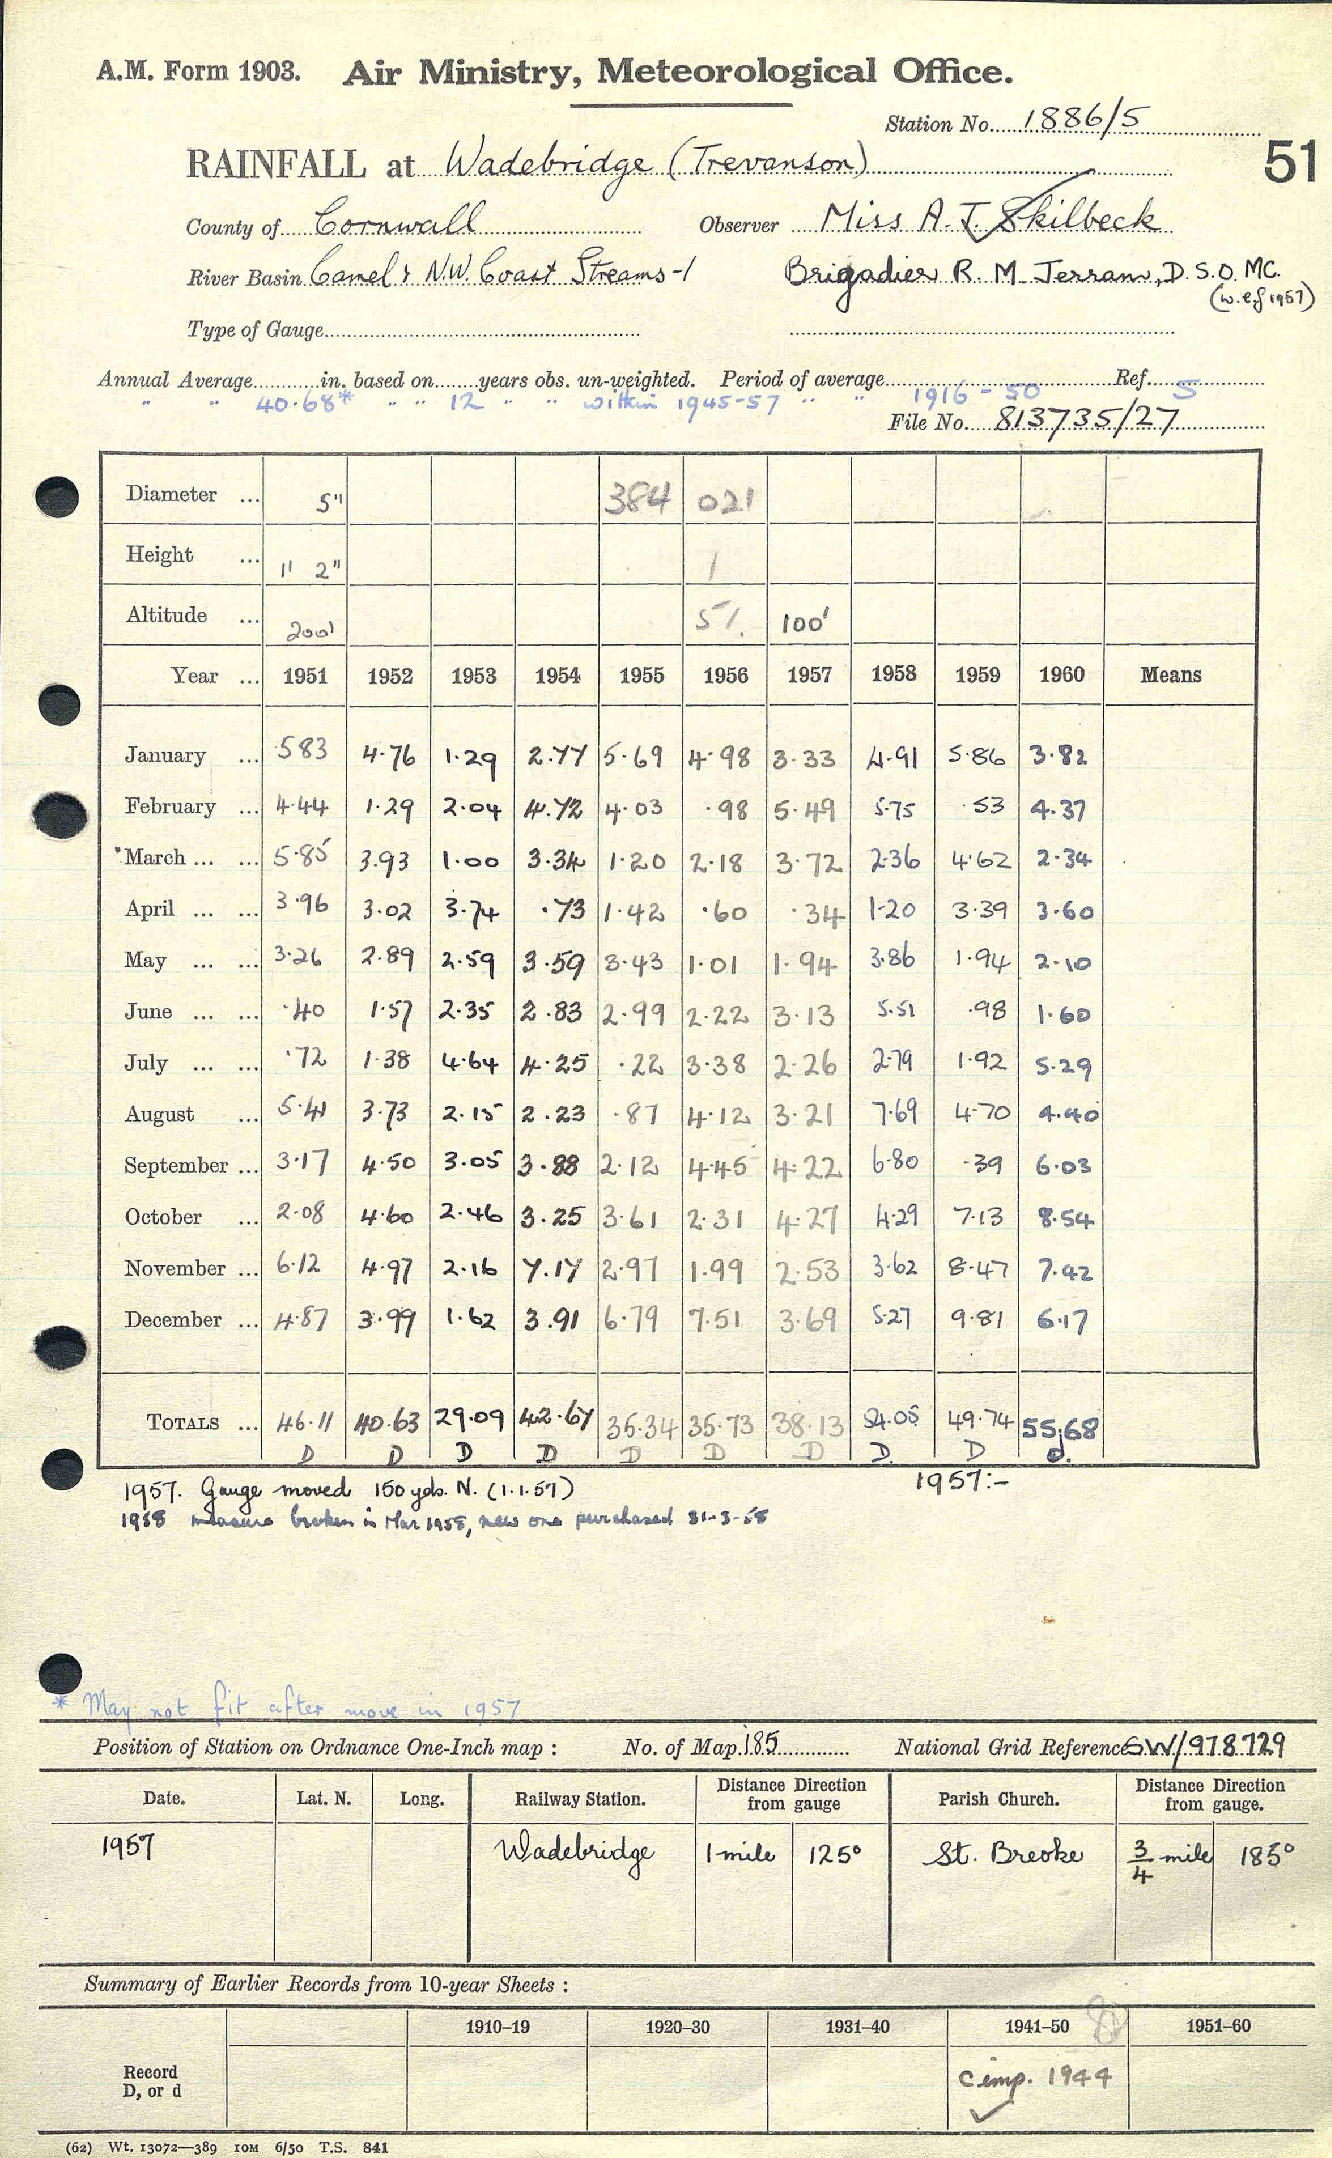 A.M. Form 1903. Air Ministry, Meteorological Office.
Station No. 1886/5
51
RAINFALL at Wadebridge (Trevanson)
County of Cornwall Observer Miss A. J. Skilbeck
River Basin Camel & N.W. Coast Streams-1 Brigadier R. M. Jerram, D.S.O. MC.
(w.e.f 1957)
Type of Gauge
Annual Average in. based on years obs. un-weighted. Period of average Ref.
" " 40.68* " " 12 " " within 1945-57 " " 1916-50 5
File No. 813735/27
Diameter ... 5" 384 021
Height ... 1' 2" 1
Altitude ... 200' 51. 100'
Year ... 1951 1952 1953 1954 1955 1956 1957 1958 1959 1960 Means
January ... 5.83 4.76 1.29 2.77 5.69 4.98 3.33 4.91 5.86 3.82
February ... 4.44 1.29 2.04 4.72 4.03 .98 5.49 5.75 .53 4.37
March ... ... 5.85 3.93 1.00 3.34 1.20 2.18 3.72 2.36 4.62 2.34
April ... ... 3.96 3.02 3.74 .73 1.42 .60 .34 1.20 3.39 3.60
May ... ... 3.26 2.89 2.59 3.59 3.43 1.01 1.94 3.86 1.94 2.10
June ... ... .40 1.57 2.35 2.83 2.99 2.22 3.13 5.51 .98 1.60
July ... ... .72 1.38 4.64 4.25 .22 3.38 2.26 2.79 1.92 5.29
August ... 5.41 3.73 2.15 2.23 .87 4.12 3.21 7.69 4.70 4.40
September ... 3.17 4.50 3.05 3.88 2.12 4.45 4.22 6.80 .39 6.03
October ... 2.08 4.60 2.46 3.25 3.61 2.31 4.27 4.29 7.13 8.54
November ... 6.12 4.97 2.16 7.17 2.97 1.99 2.53 3.62 8.47 7.42
December ... 4.87 3.99 1.62 3.91 6.79 7.51 3.69 5.27 9.81 6.17
TOTALS ... 46.11 40.63 29.09 42.67 35.34 35.73 38.13 54.05 49.74 55.68
D D D D D D D D. D d.
1957. Gauge moved 150 yds. N. (1.1.57) 1957:-
1958 measure broken in Mar 1958, new one purchased 31-3-58
* May not fit after move in 1957
Position of Station on Ordnance One-Inch map : No. of Map. 185 National Grid Reference SW/978729
Date. Lat. N. Long. Railway Station. Distance Direction from gauge Parish Church. Distance Direction from gauge.
1957 Wadebridge 1 mile 125° St. Breoke 3/4 mile 185°
Summary of Earlier Records from 10-year Sheets :
1910–19 1920–30 1931–40 1941–50 8 1951–60
Record
D, or d
c imp. 1944
(62) Wt. 13072—389 10M 6/50 T.S. 841